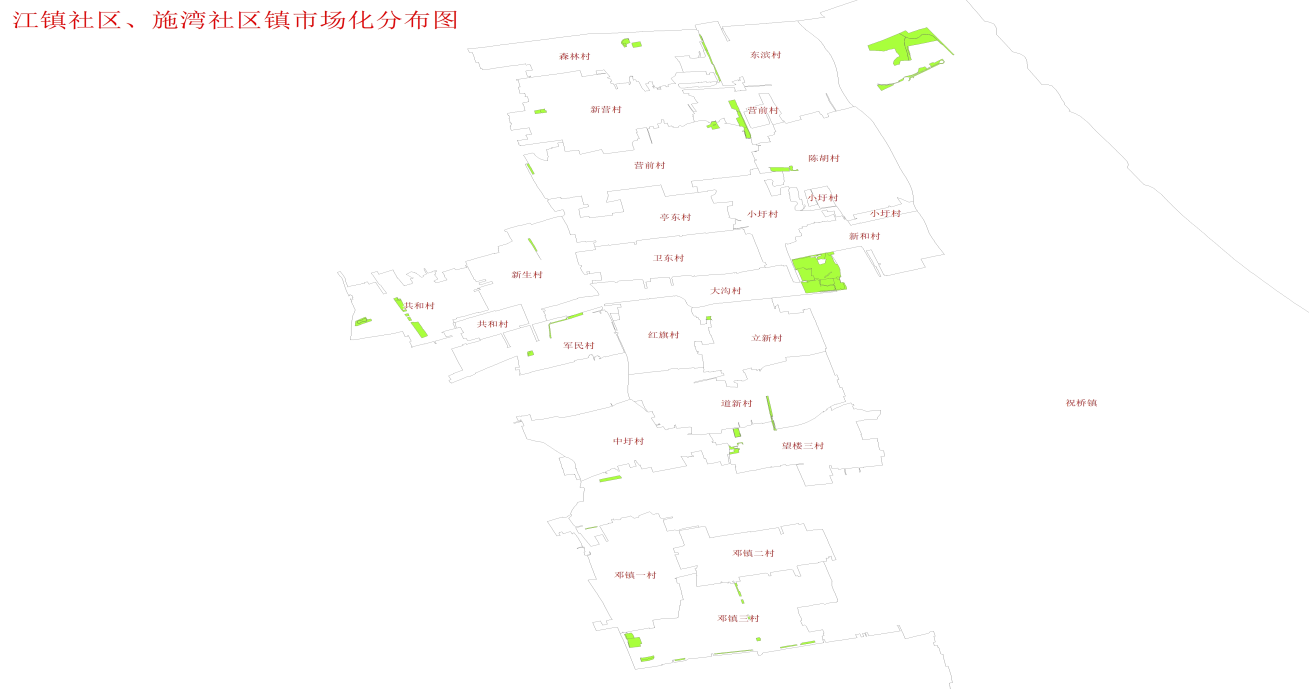 江镇社区、施湾社区镇市场化分布图
森林村
东滨村
新营村
营前村
营前村
陈胡村
小圩村
小圩村
小圩村
亭东村
新和村
卫东村
新生村
大沟村
共和村
共和村
红旗村
立新村
军民村
道新村
祝桥镇
中圩村
望楼三村
邓镇二村
邓镇一村
邓镇三村